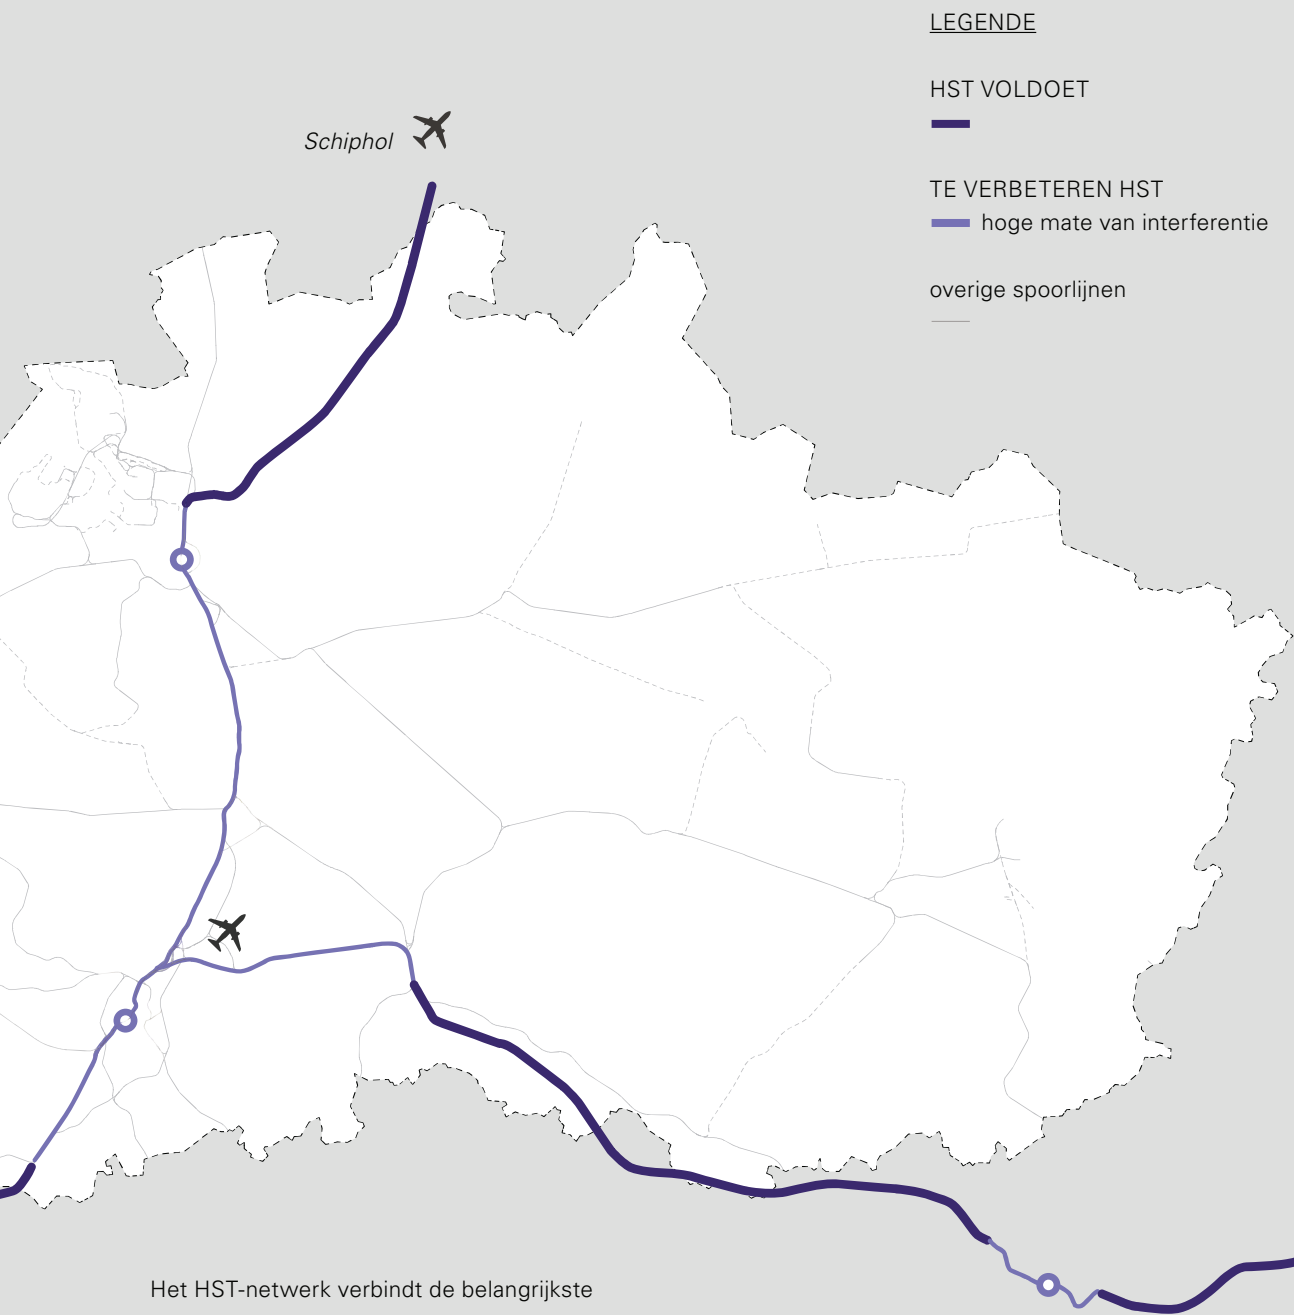 LEGENDE
HST VOLDOET
Schiphol
TE VERBETEREN HST
hoge mate van interferentie
overige spoorlijnen
Het HST-netwerk verbindt de belangrijkste